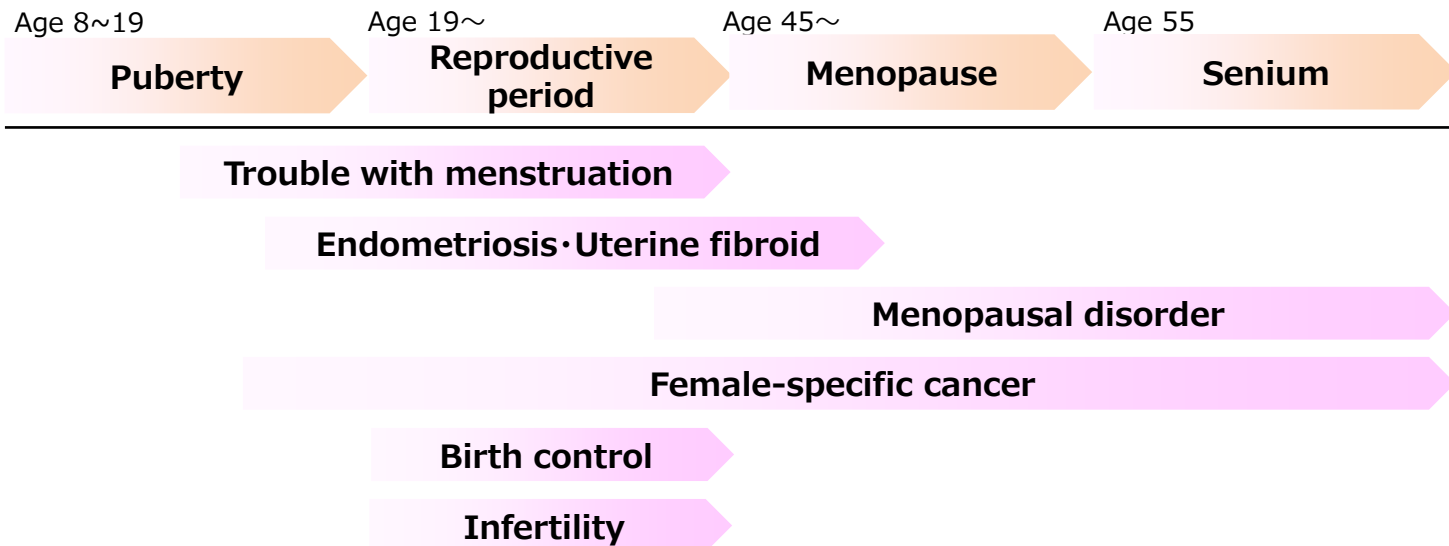 Age 8~19
Age 19～
Age 45～
Age 55
Puberty
Reproductive
period
Menopause
Senium
Trouble with menstruation
Endometriosis・Uterine fibroid
Menopausal disorder
Female-specific cancer
Birth control
Infertility